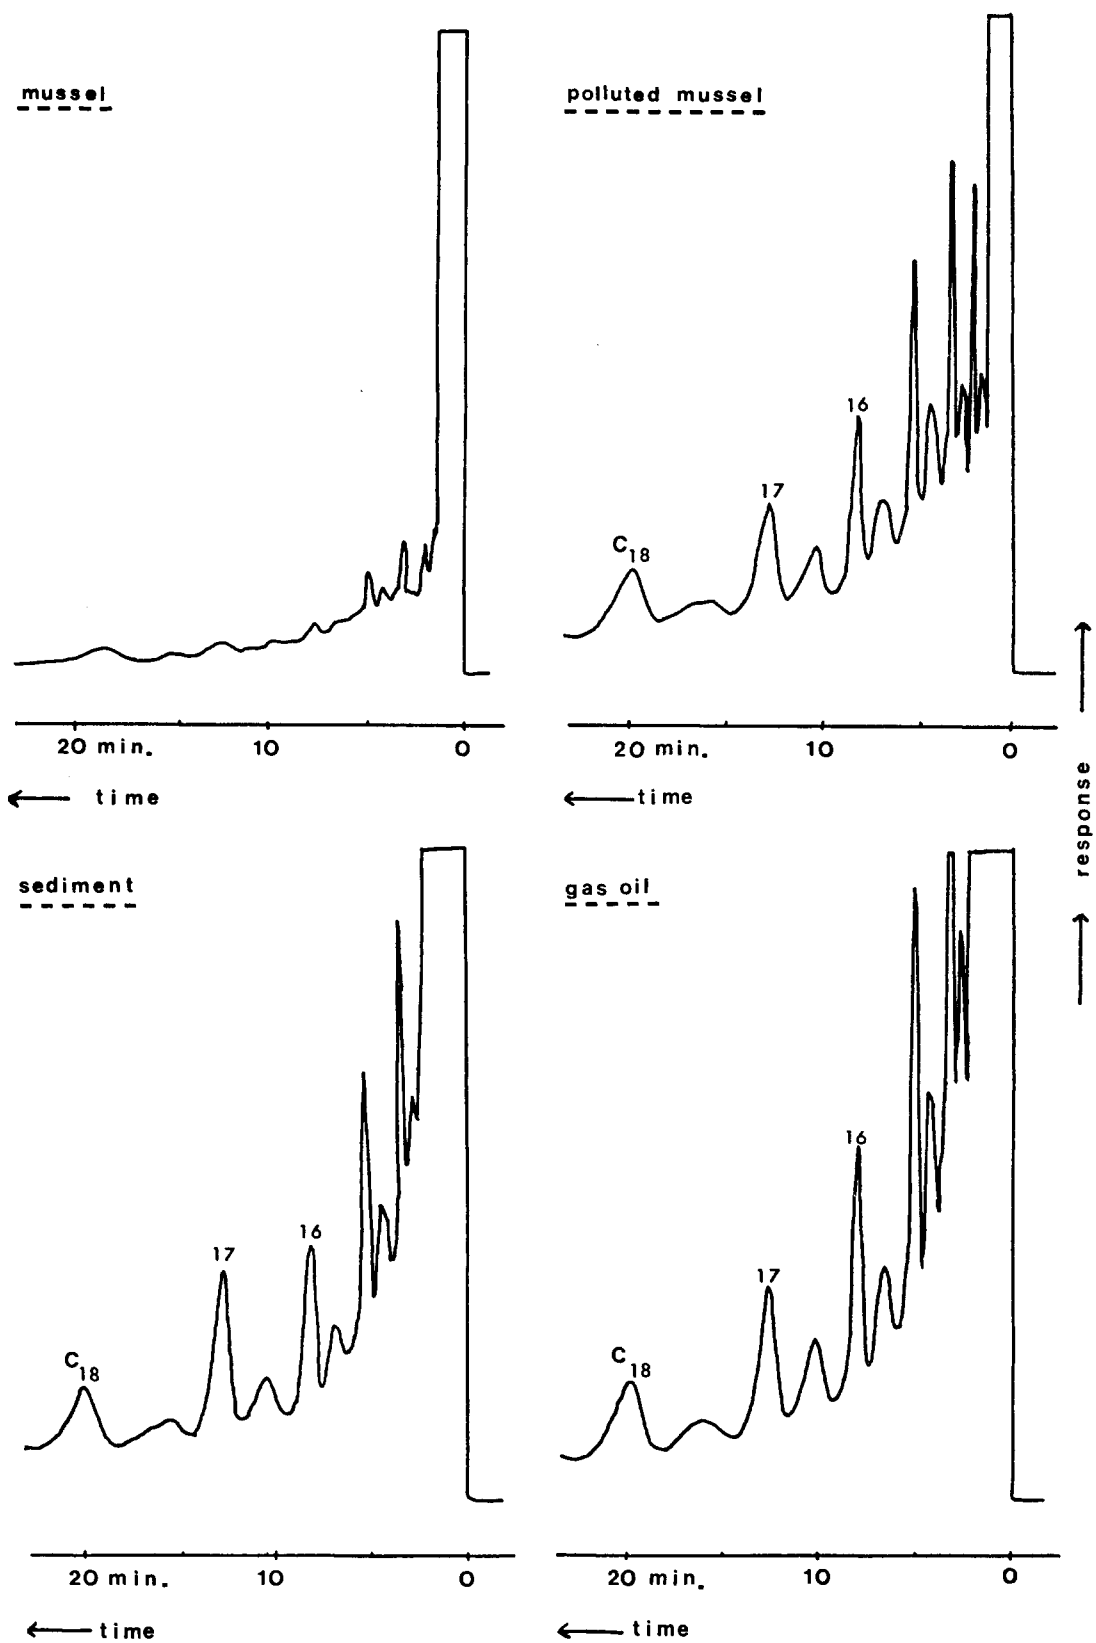 mussel
20 min. 10 0
time
polluted mussel
C18 17 16
20 min. 10 0
time
response
sediment
C18 17 16
20 min. 10 0
time
gas oil
C18 17 16
20 min. 10 0
time